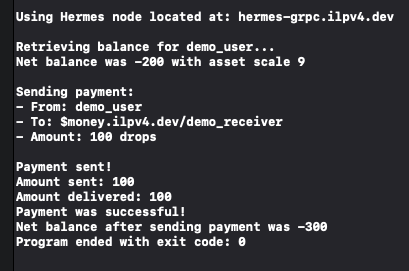 Using Hermes node located at: hermes-grpc.ilpv4.dev
Retrieving balance for demo_user...
Net balance was -200 with asset scale 9
Sending payment:
- From: demo_user
- To: $money.ilpv4.dev/demo_receiver
- Amount: 100 drops
Payment sent!
Amount sent: 100
Amount delivered: 100
Payment was successful!
Net balance after sending payment was -300
Program ended with exit code: 0